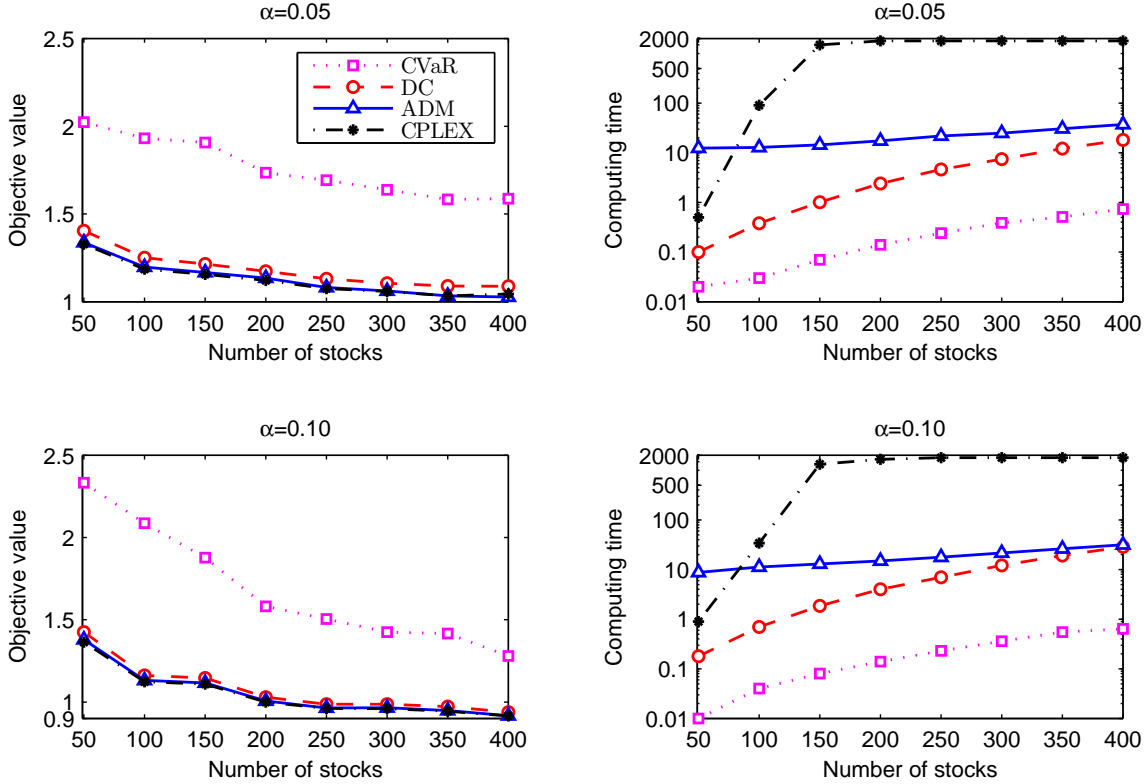 α=0.05
2.5
2
1.5
1
Objective value
50 100 150 200 250 300 350 400
Number of stocks
CVaR
DC
ADM
CPLEX
α=0.05
2000
500
100
10
1
0.1
0.01
Computing time
50 100 150 200 250 300 350 400
Number of stocks
α=0.10
2.5
2
1.5
1
0.9
Objective value
50 100 150 200 250 300 350 400
Number of stocks
α=0.10
2000
500
100
10
1
0.1
0.01
Computing time
50 100 150 200 250 300 350 400
Number of stocks